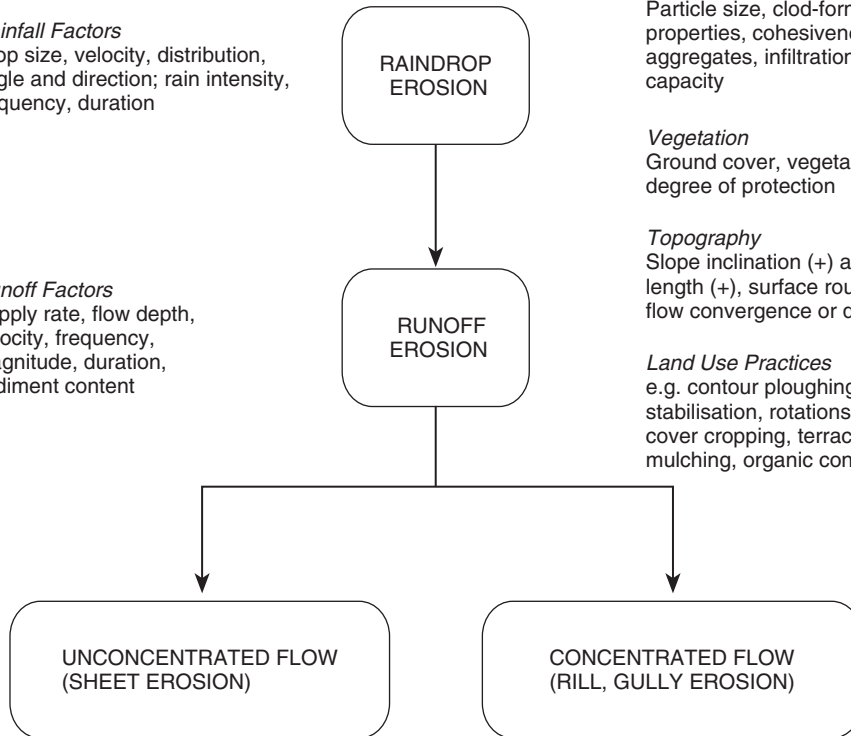 infall Factors
op size, velocity, distribution,
gle and direction; rain intensity,
quency, duration
RAINDROP
EROSION
Particle size, clod-form
properties, cohesivene
aggregates, infiltration
capacity
Vegetation
Ground cover, vegeta
degree of protection
Topography
Slope inclination (+) a
length (+), surface rou
flow convergence or d
Land Use Practices
e.g. contour ploughing
stabilisation, rotations
cover cropping, terrac
mulching, organic con
unoff Factors
pply rate, flow depth,
ocity, frequency,
agnitude, duration,
diment content
RUNOFF
EROSION
UNCONCENTRATED FLOW
(SHEET EROSION)
CONCENTRATED FLOW
(RILL, GULLY EROSION)